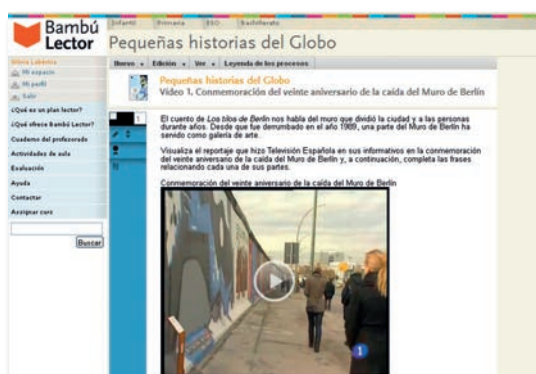 Bambú
Lector
Infantil Primaria ESO Bachillerato
Pequeñas historias del Globo
Nuevo Edición Ver Leyenda de los procesos
Mi espacio
Mi perfil
Salir
¿Qué es un plan lector?
¿Qué ofrece Bambú Lector?
Cuaderno del profesorado
Actividades de aula
Evaluación
Ayuda
Contactar
Assignar curs
Buscar
Pequeñas historias del Globo
Vídeo 1. Conmemoración del veinte aniversario de la caída del Muro de Berlín
1
El cuento de Los blos de Berlín nos habla del muro que dividió la ciudad y a las personas
durante años. Desde que fue derrumbado en el año 1989, una parte del Muro de Berlín ha
servido como galería de arte.
Visualiza el reportaje que hizo Televisión Española en sus informativos en la conmemoración
del veinte aniversario de la caída del Muro de Berlín y, a continuación, completa las frases
relacionando cada una de sus partes.
Conmemoración del veinte aniversario de la caída del Muro de Berlín
1